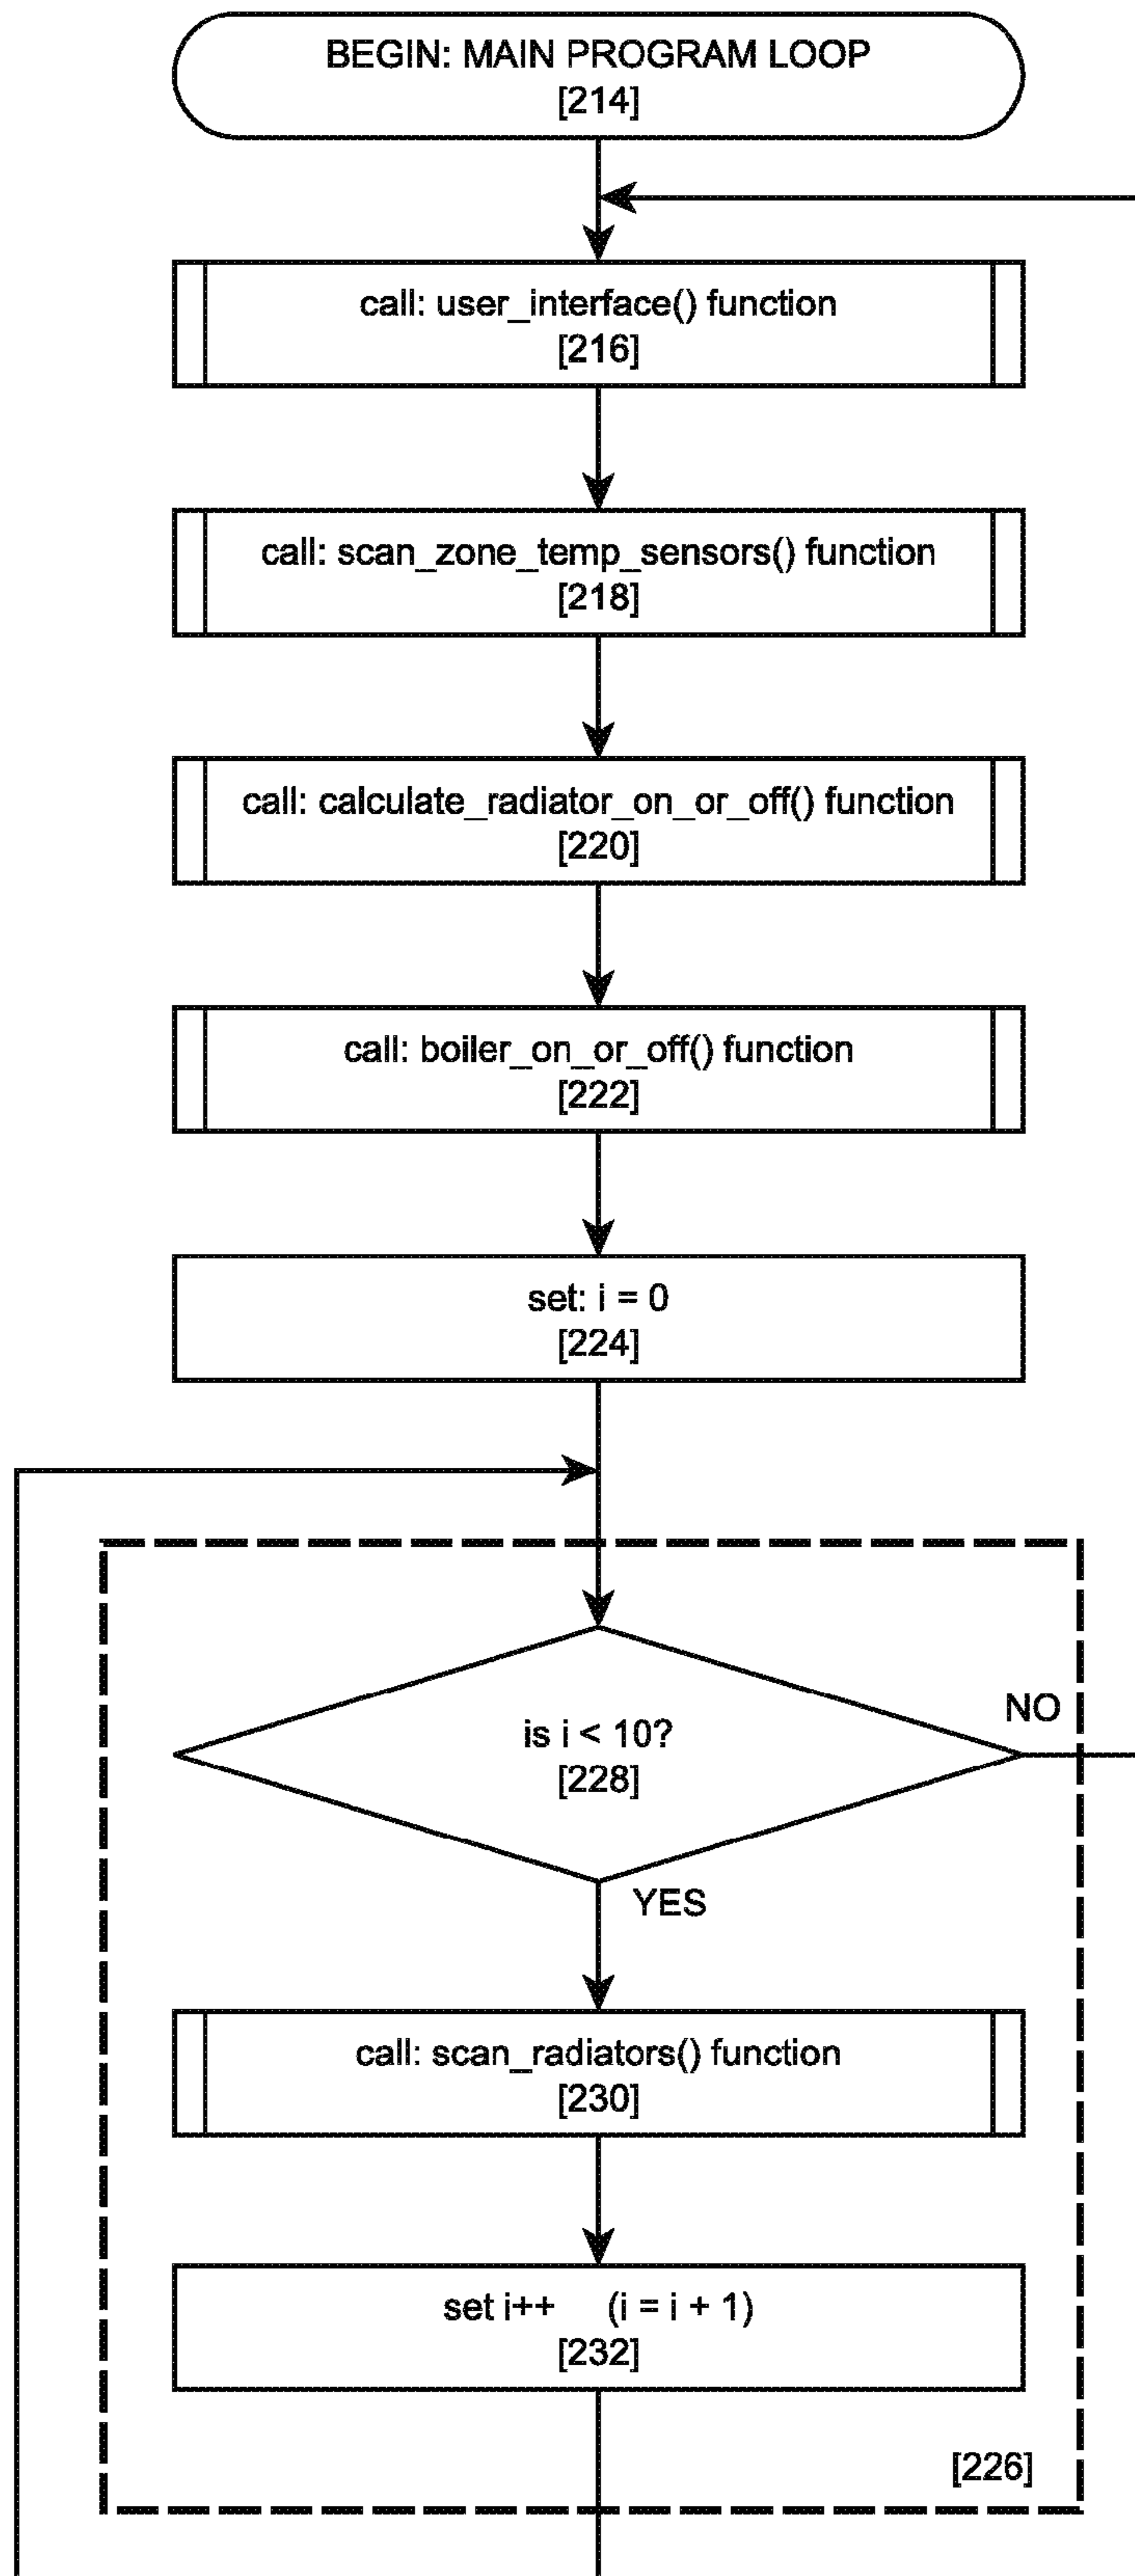 BEGIN: MAIN PROGRAM LOOP
[214]
call: user_interface() function
[216]
call: scan_zone_temp_sensors() function
[218]
call: calculate_radiator_on_or_off() function
[220]
call: boiler_on_or_off() function
[222]
set: i = 0
[224]
is i < 10?
[228]
NO
YES
call: scan_radiators() function
[230]
set i++ (i = i + 1)
[232]
[226]